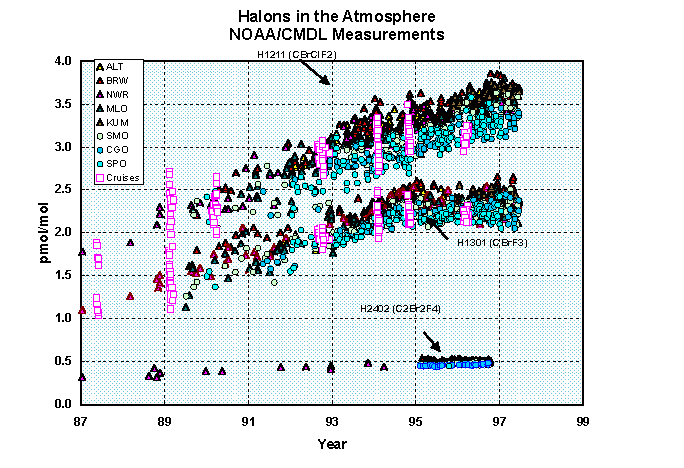 Halons in the Atmosphere
NOAA/CMDL Measurements
H1211 (CBrClF2)
4.0
ALT
BRW
NWR
MLO
KUM
SMO
CGO
SPO
Cruises
3.5
3.0
2.5
2.0
1.5
1.0
0.5
0.0
pmol/mol
H1301 (CBrF3)
H2402 (C2Br2F4)
87
89
91
93
95
97
99
Year